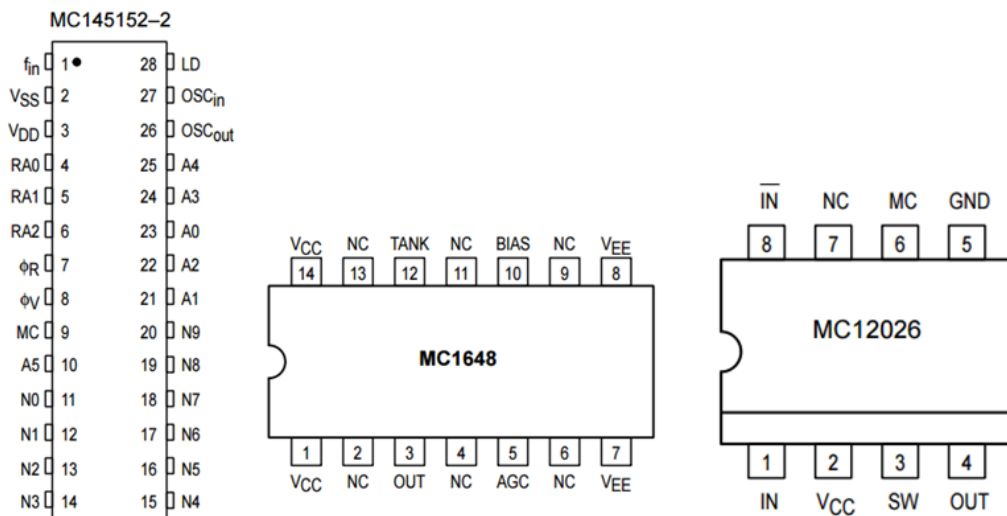 MC145152–2
fin 1 28 LD
VSS 2 27 OSCin
VDD 3 26 OSCout
RA0 4 25 A4
RA1 5 24 A3
RA2 6 23 A0
ϕR 7 22 A2
ϕV 8 21 A1
MC 9 20 N9
A5 10 19 N8
N0 11 18 N7
N1 12 17 N6
N2 13 16 N5
N3 14 15 N4
VCC NC TANK NC BIAS NC VEE
14 13 12 11 10 9 8
MC1648
1 2 3 4 5 6 7
VCC NC OUT NC AGC NC VEE
IN NC MC GND
8 7 6 5
MC12026
1 2 3 4
IN VCC SW OUT